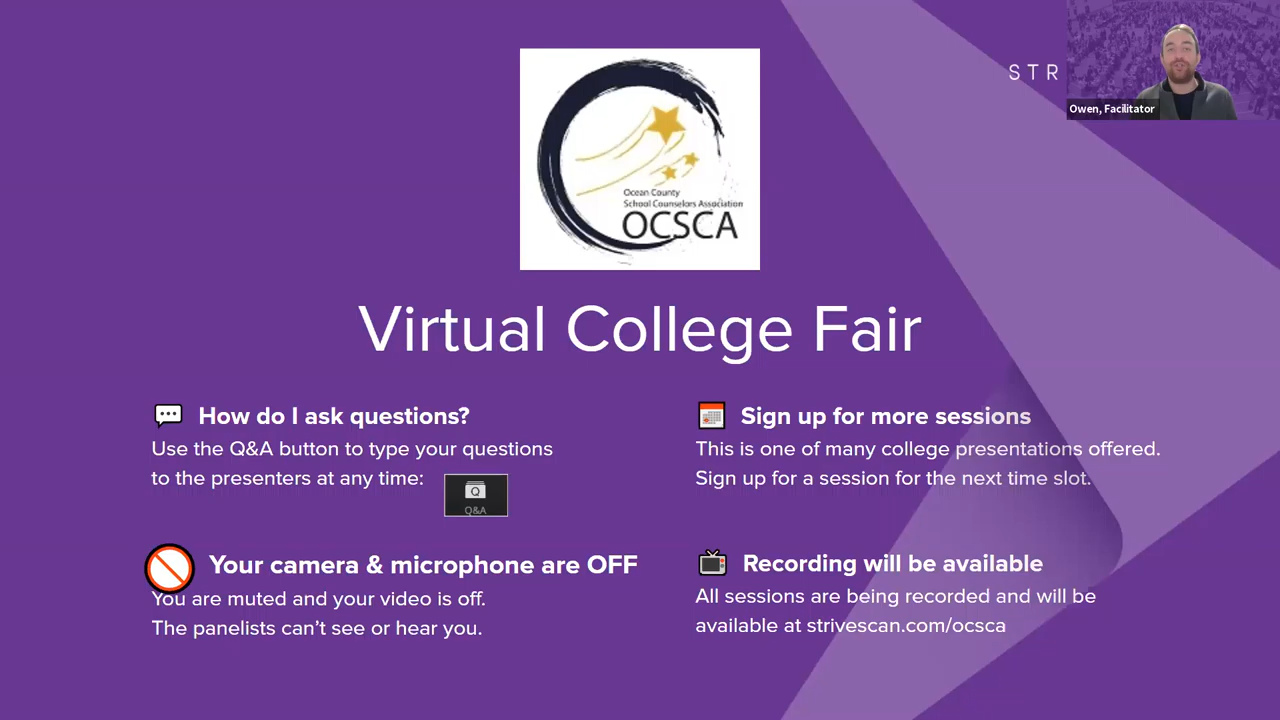 STR
Owen, Facilitator
Ocean County
School Counselors Association
OCSCA
Virtual College Fair
How do I ask questions?
Use the Q&A button to type your questions
to the presenters at any time:
Q
Q&A
Sign up for more sessions
This is one of many college presentations offered.
Sign up for a session for the next time slot.
Your camera & microphone are OFF
You are muted and your video is off.
The panelists can't see or hear you.
Recording will be available
All sessions are being recorded and will be
available at strivescan.com/ocsca